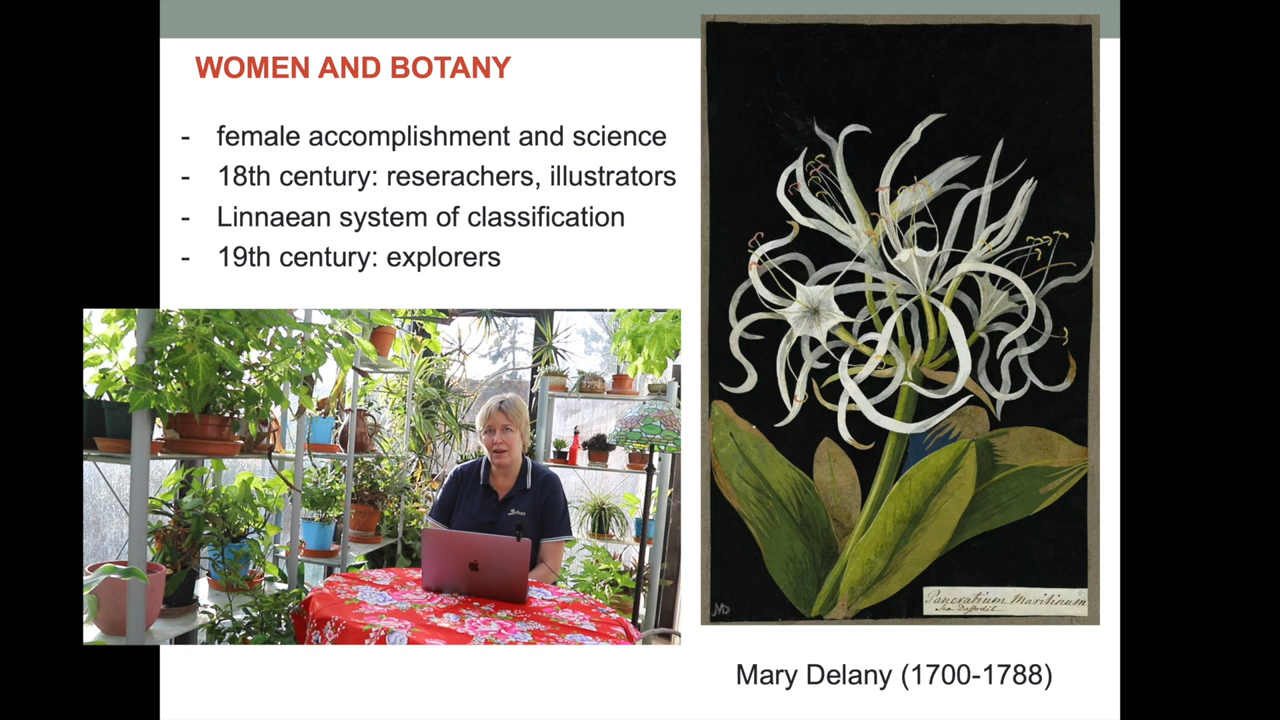 WOMEN AND BOTANY
- female accomplishment and science
- 18th century: reserachers, illustrators
- Linnaean system of classification
- 19th century: explorers
MD
Pancratium Maritinum
Sea Daffodil
Mary Delany (1700-1788)